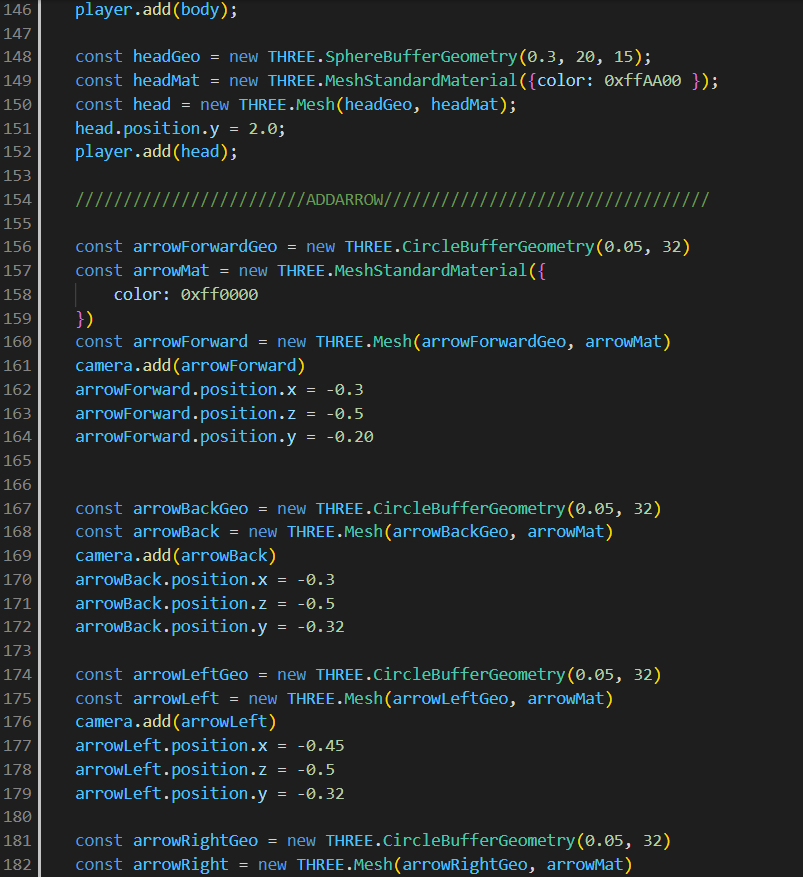 146 player.add(body);
147
148 const headGeo = new THREE.SphereBufferGeometry(0.3, 20, 15);
149 const headMat = new THREE.MeshStandardMaterial({color: 0xffAA00 });
150 const head = new THREE.Mesh(headGeo, headMat);
151 head.position.y = 2.0;
152 player.add(head);
153
154 ////////////////////////ADDARROW//////////////////////////////////
155
156 const arrowForwardGeo = new THREE.CircleBufferGeometry(0.05, 32)
157 const arrowMat = new THREE.MeshStandardMaterial({
158     color: 0xff0000
159 })
160 const arrowForward = new THREE.Mesh(arrowForwardGeo, arrowMat)
161 camera.add(arrowForward)
162 arrowForward.position.x = -0.3
163 arrowForward.position.z = -0.5
164 arrowForward.position.y = -0.20
165
166
167 const arrowBackGeo = new THREE.CircleBufferGeometry(0.05, 32)
168 const arrowBack = new THREE.Mesh(arrowBackGeo, arrowMat)
169 camera.add(arrowBack)
170 arrowBack.position.x = -0.3
171 arrowBack.position.z = -0.5
172 arrowBack.position.y = -0.32
173
174 const arrowLeftGeo = new THREE.CircleBufferGeometry(0.05, 32)
175 const arrowLeft = new THREE.Mesh(arrowLeftGeo, arrowMat)
176 camera.add(arrowLeft)
177 arrowLeft.position.x = -0.45
178 arrowLeft.position.z = -0.5
179 arrowLeft.position.y = -0.32
180
181 const arrowRightGeo = new THREE.CircleBufferGeometry(0.05, 32)
182 const arrowRight = new THREE.Mesh(arrowRightGeo, arrowMat)